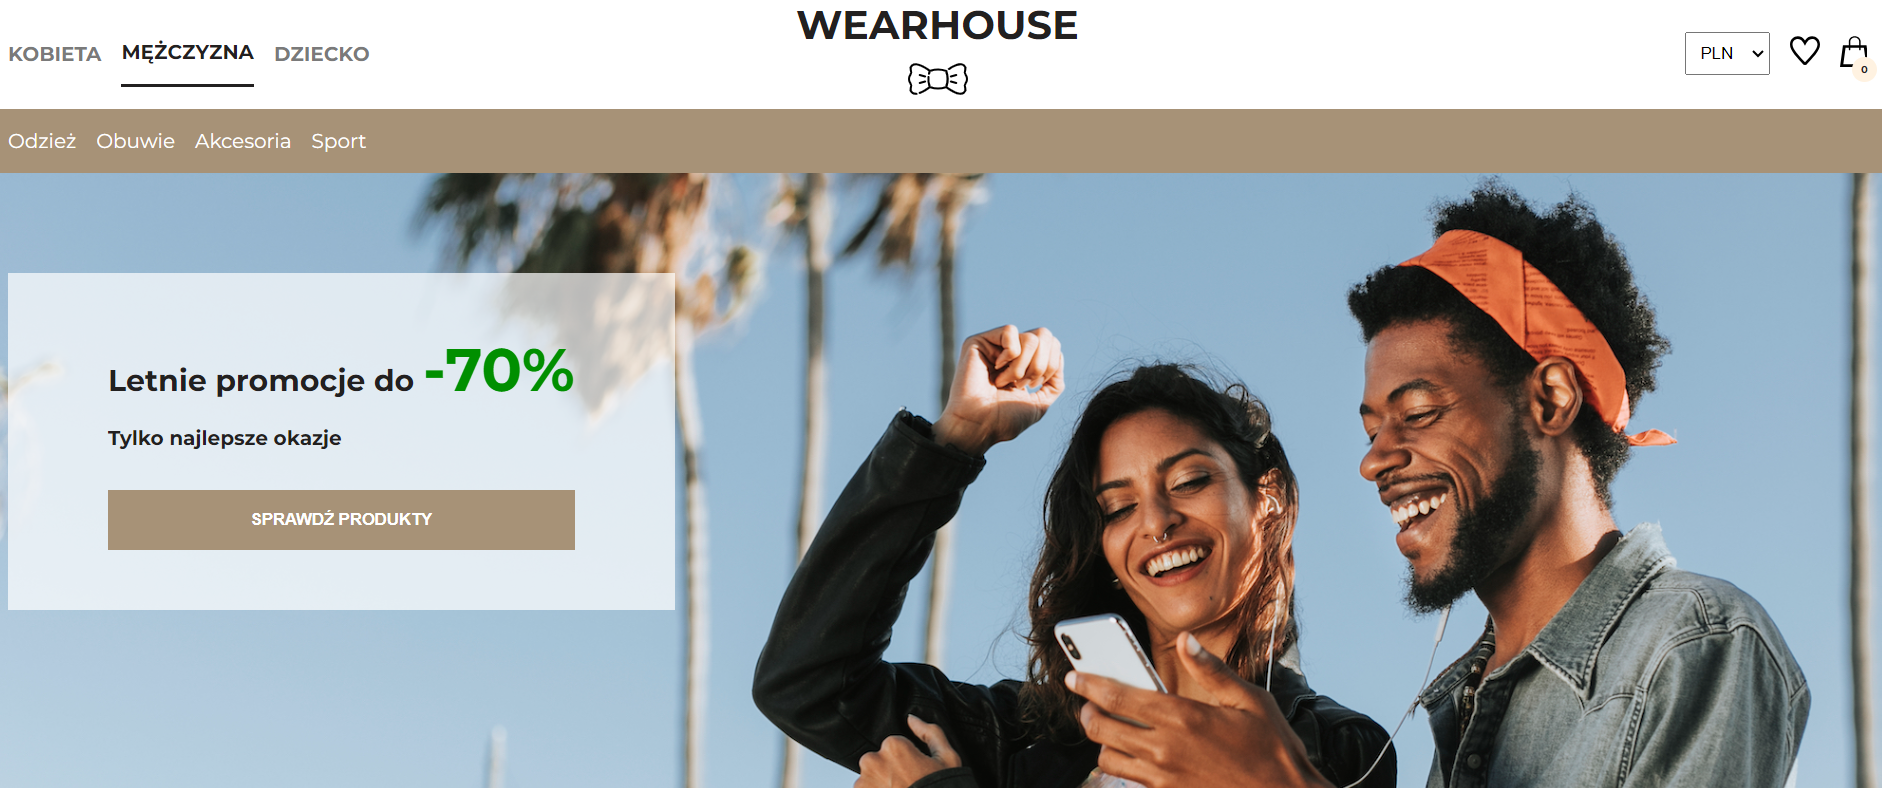 WEARHOUSE
KOBIETA MĘŻCZYZNA DZIECKO
PLN
0
Odzież Obuwie Akcesoria Sport
Letnie promocje do -70%
Tylko najlepsze okazje
SPRAWDŹ PRODUKTY